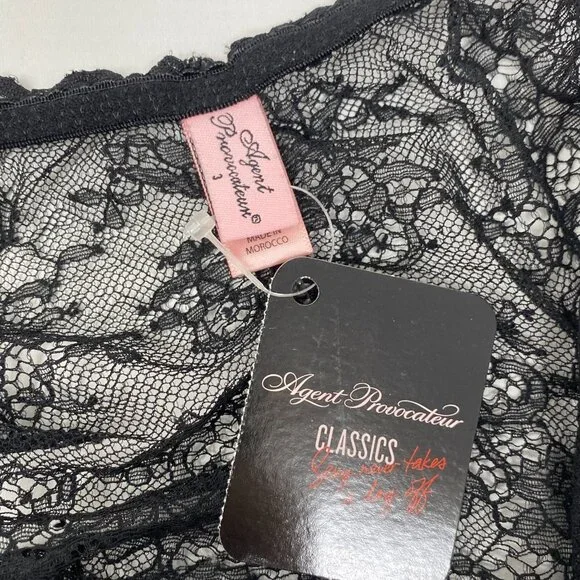 Agent
Provocateur®
3
MADE IN
MOROCCO
Agent Provocateur
CLASSICS
Sexy never takes
a day off